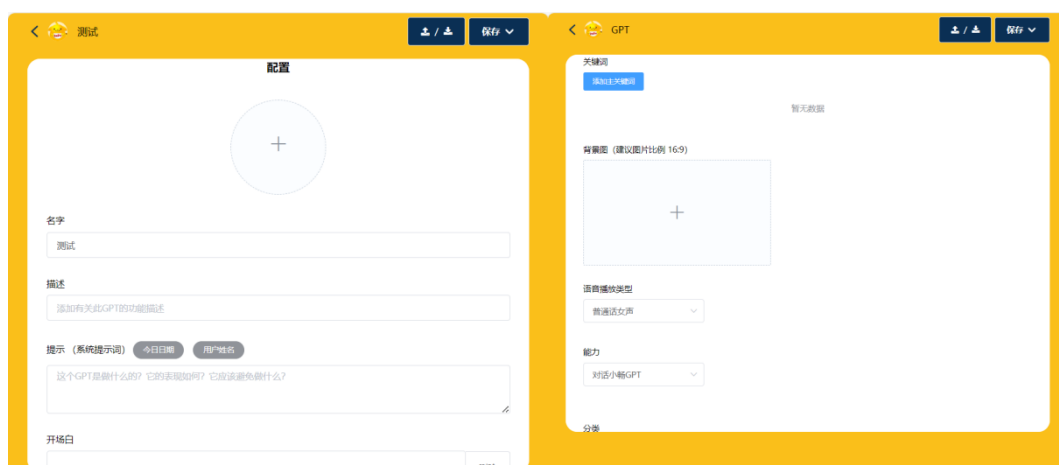 测试
/
保存
配置
名字
测试
描述
添加有关此GPT的功能描述
提示 (系统提示词) 今日日期 用户姓名
这个GPT是做什么的? 它的表现如何? 它应该避免做什么?
开场白
GPT
/
保存
关键词
添加主关键词
暂无数据
背景图 (建议图片比例 16:9)
语音播放类型
普通话女声
能力
对话小畅GPT
分类